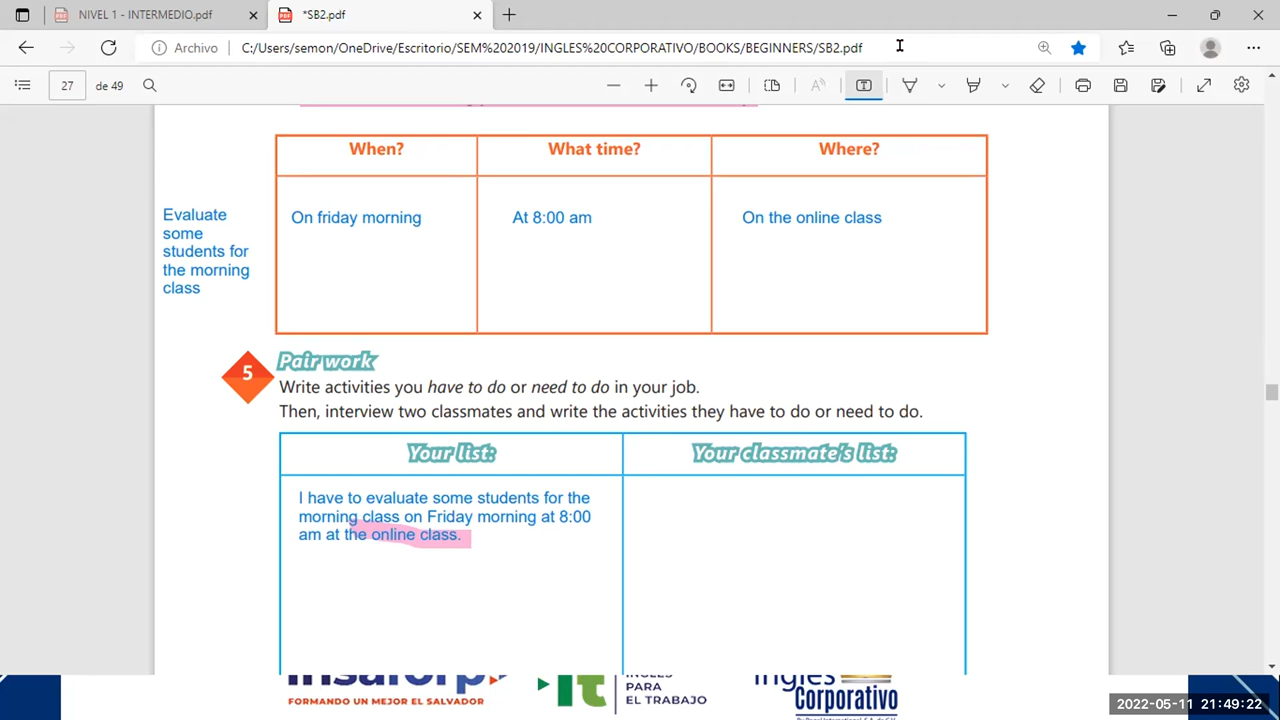 NIVEL 1 - INTERMEDIO.pdf
*SB2.pdf
Archivo
C:/Users/semon/OneDrive/Escritorio/SEM%202019/INGLES%20CORPORATIVO/BOOKS/BEGINNERS/SB2.pdf
27
de 49
When?
What time?
Where?
Evaluate
some
students for
the morning
class
On friday morning
At 8:00 am
On the online class
5
Pair work
Write activities you have to do or need to do in your job.
Then, interview two classmates and write the activities they have to do or need to do.
Your list:
Your classmate's list:
I have to evaluate some students for the
morning class on Friday morning at 8:00
am at the online class.
insaforp
FORMANDO UN MEJOR EL SALVADOR
it
INGLÉS
PARA
EL TRABAJO
Inglés
Corporativo
2022-05-11 21:49:22